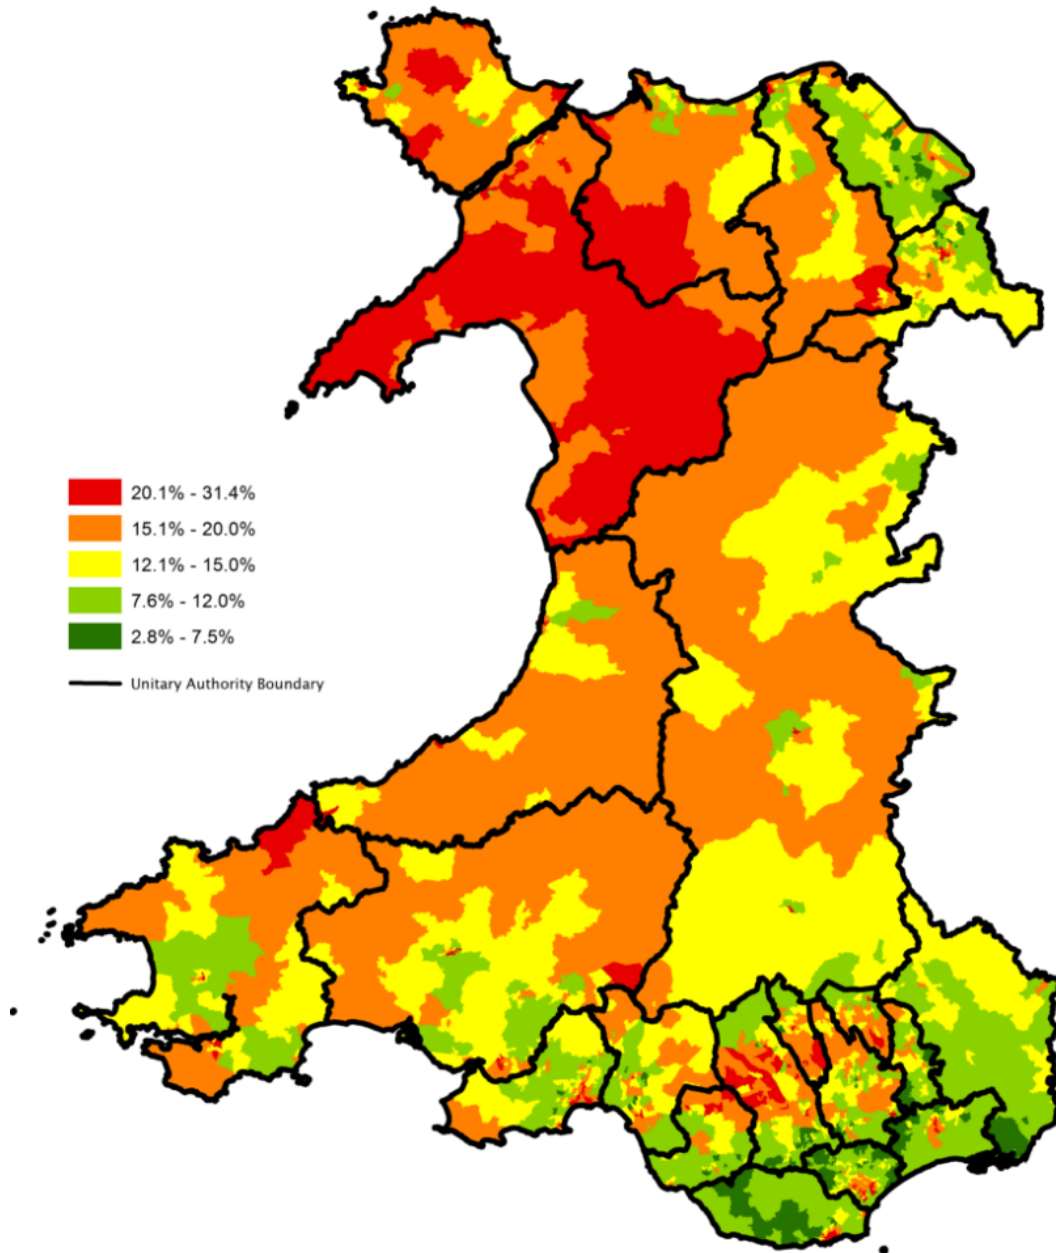 20.1% - 31.4%
15.1% - 20.0%
12.1% - 15.0%
7.6% - 12.0%
2.8% - 7.5%
Unitary Authority Boundary